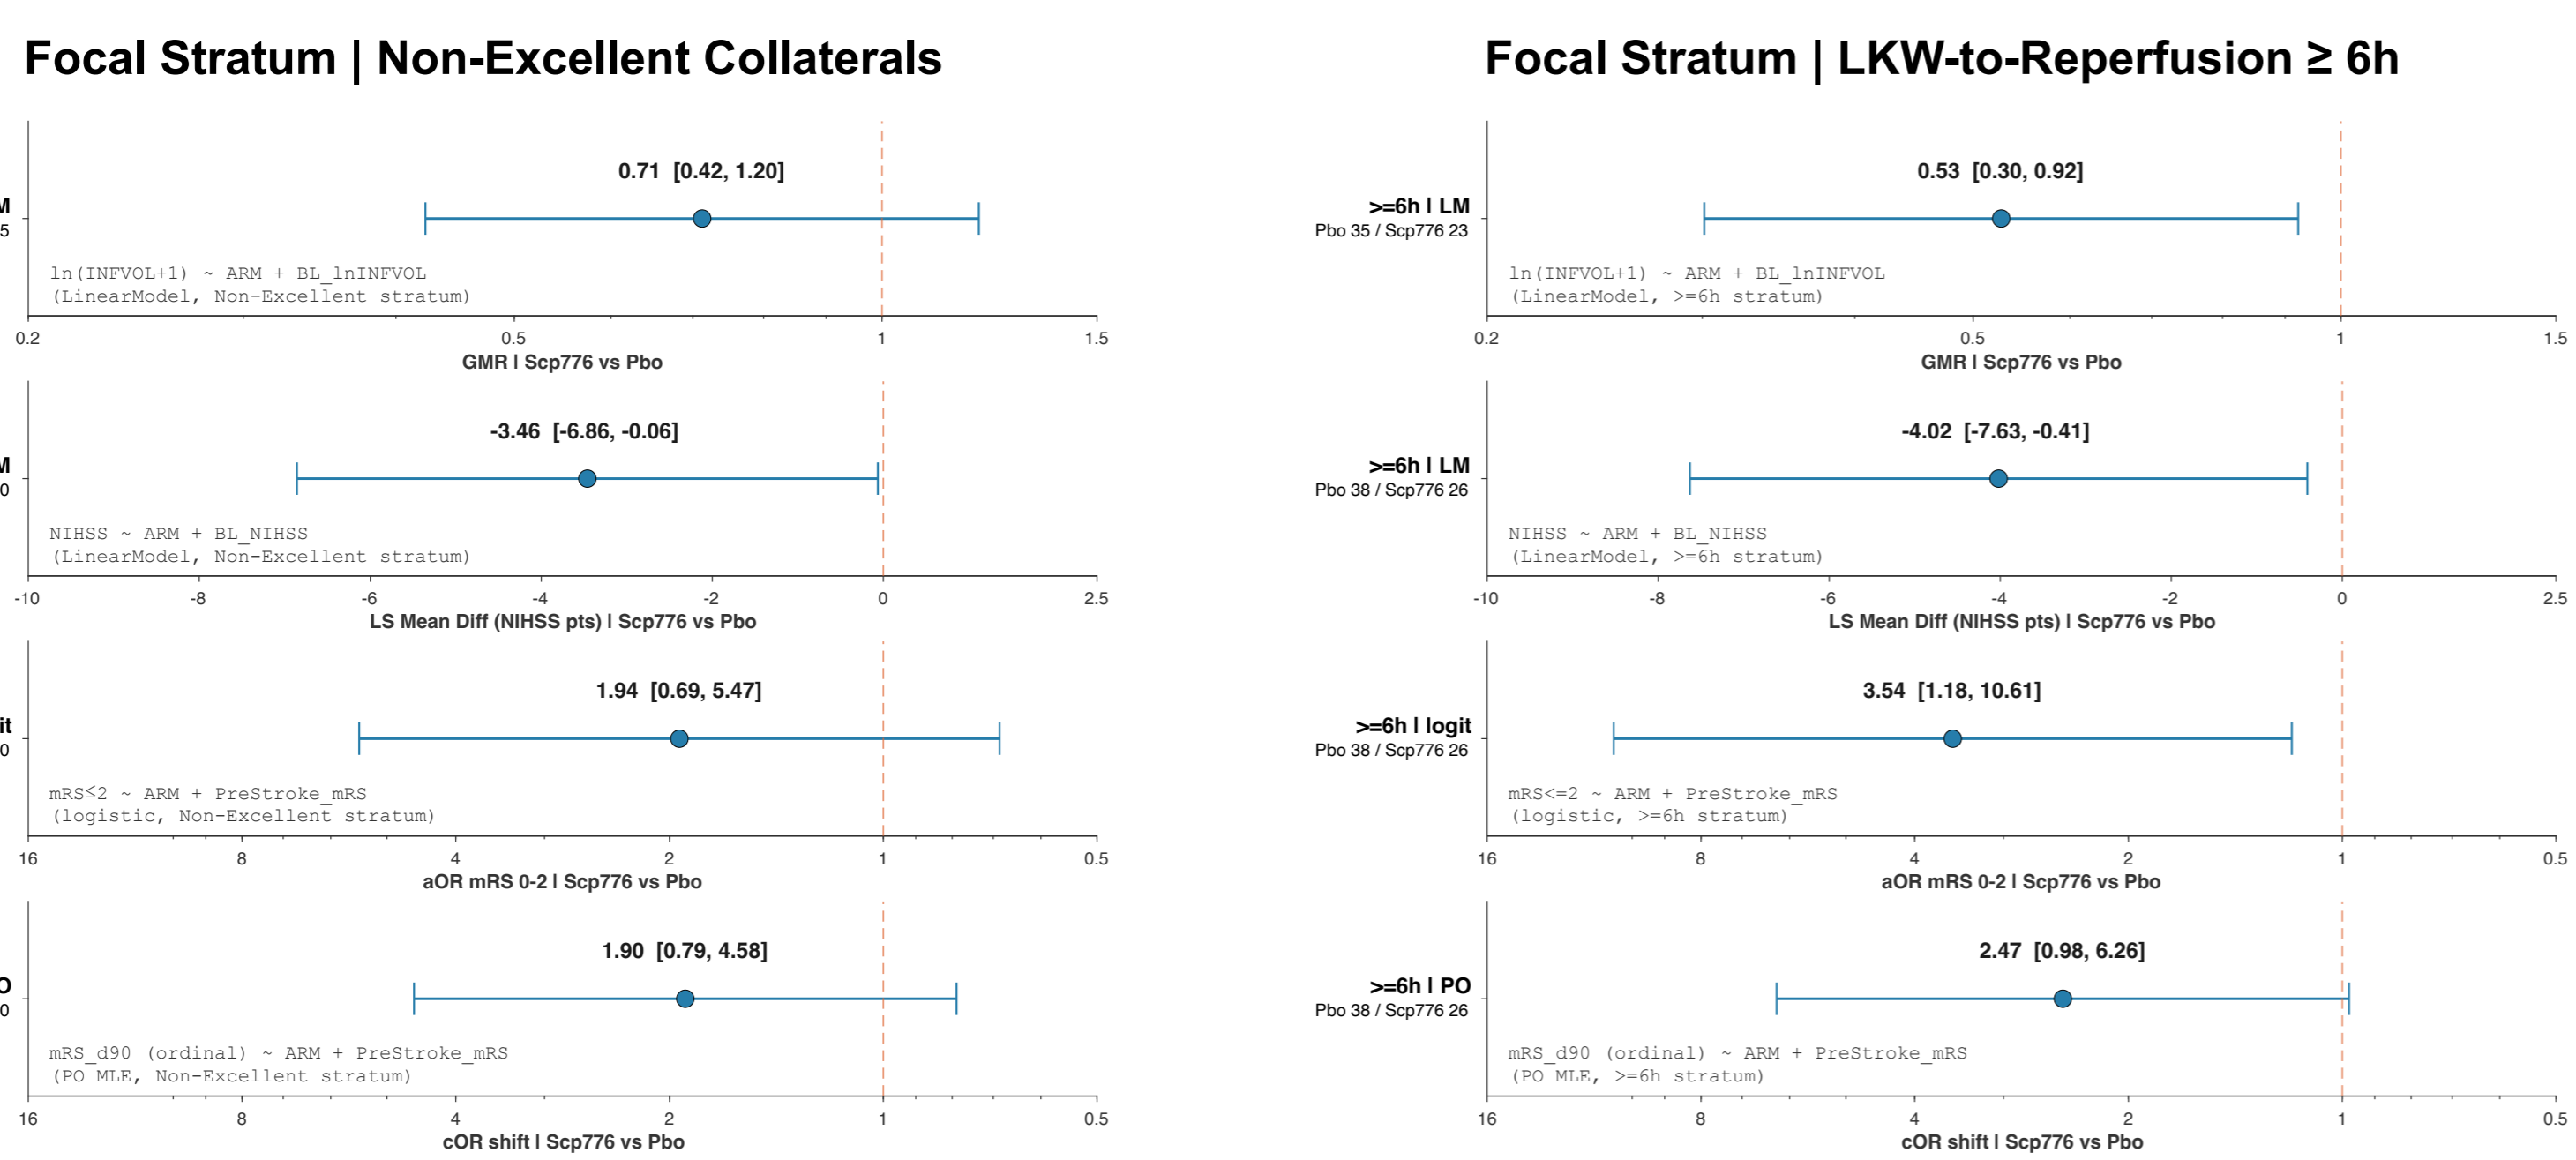 Focal Stratum | Non-Excellent Collaterals
M
5
0.71 [0.42, 1.20]
ln(INFVOL+1) ~ ARM + BL_lnINFVOL
(LinearModel, Non-Excellent stratum)
0.2 0.5 1 1.5
GMR | Scp776 vs Pbo
M
0
-3.46 [-6.86, -0.06]
NIHSS ~ ARM + BL_NIHSS
(LinearModel, Non-Excellent stratum)
-10 -8 -6 -4 -2 0 2.5
LS Mean Diff (NIHSS pts) | Scp776 vs Pbo
it
0
1.94 [0.69, 5.47]
mRS≤2 ~ ARM + PreStroke_mRS
(logistic, Non-Excellent stratum)
16 8 4 2 1 0.5
aOR mRS 0-2 | Scp776 vs Pbo
O
0
1.90 [0.79, 4.58]
mRS_d90 (ordinal) ~ ARM + PreStroke_mRS
(PO MLE, Non-Excellent stratum)
16 8 4 2 1 0.5
cOR shift | Scp776 vs Pbo
Focal Stratum | LKW-to-Reperfusion ≥ 6h
>=6h | LM
Pbo 35 / Scp776 23
0.53 [0.30, 0.92]
ln(INFVOL+1) ~ ARM + BL_lnINFVOL
(LinearModel, >=6h stratum)
0.2 0.5 1 1.5
GMR | Scp776 vs Pbo
>=6h | LM
Pbo 38 / Scp776 26
-4.02 [-7.63, -0.41]
NIHSS ~ ARM + BL_NIHSS
(LinearModel, >=6h stratum)
-10 -8 -6 -4 -2 0 2.5
LS Mean Diff (NIHSS pts) | Scp776 vs Pbo
>=6h | logit
Pbo 38 / Scp776 26
3.54 [1.18, 10.61]
mRS<=2 ~ ARM + PreStroke_mRS
(logistic, >=6h stratum)
16 8 4 2 1 0.5
aOR mRS 0-2 | Scp776 vs Pbo
>=6h | PO
Pbo 38 / Scp776 26
2.47 [0.98, 6.26]
mRS_d90 (ordinal) ~ ARM + PreStroke_mRS
(PO MLE, >=6h stratum)
16 8 4 2 1 0.5
cOR shift | Scp776 vs Pbo